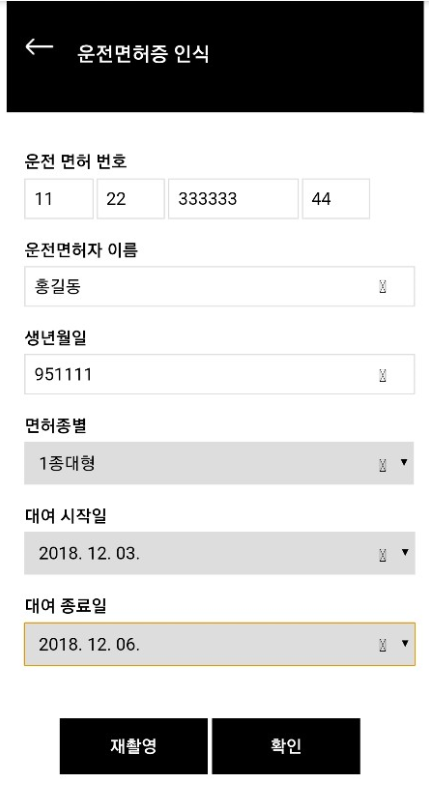 운전면허증 인식
운전 면허 번호
11 22 333333 44
운전면허자 이름
홍길동
생년월일
951111
면허종별
1종대형
대여 시작일
2018. 12. 03.
대여 종료일
2018. 12. 06.
재촬영 확인